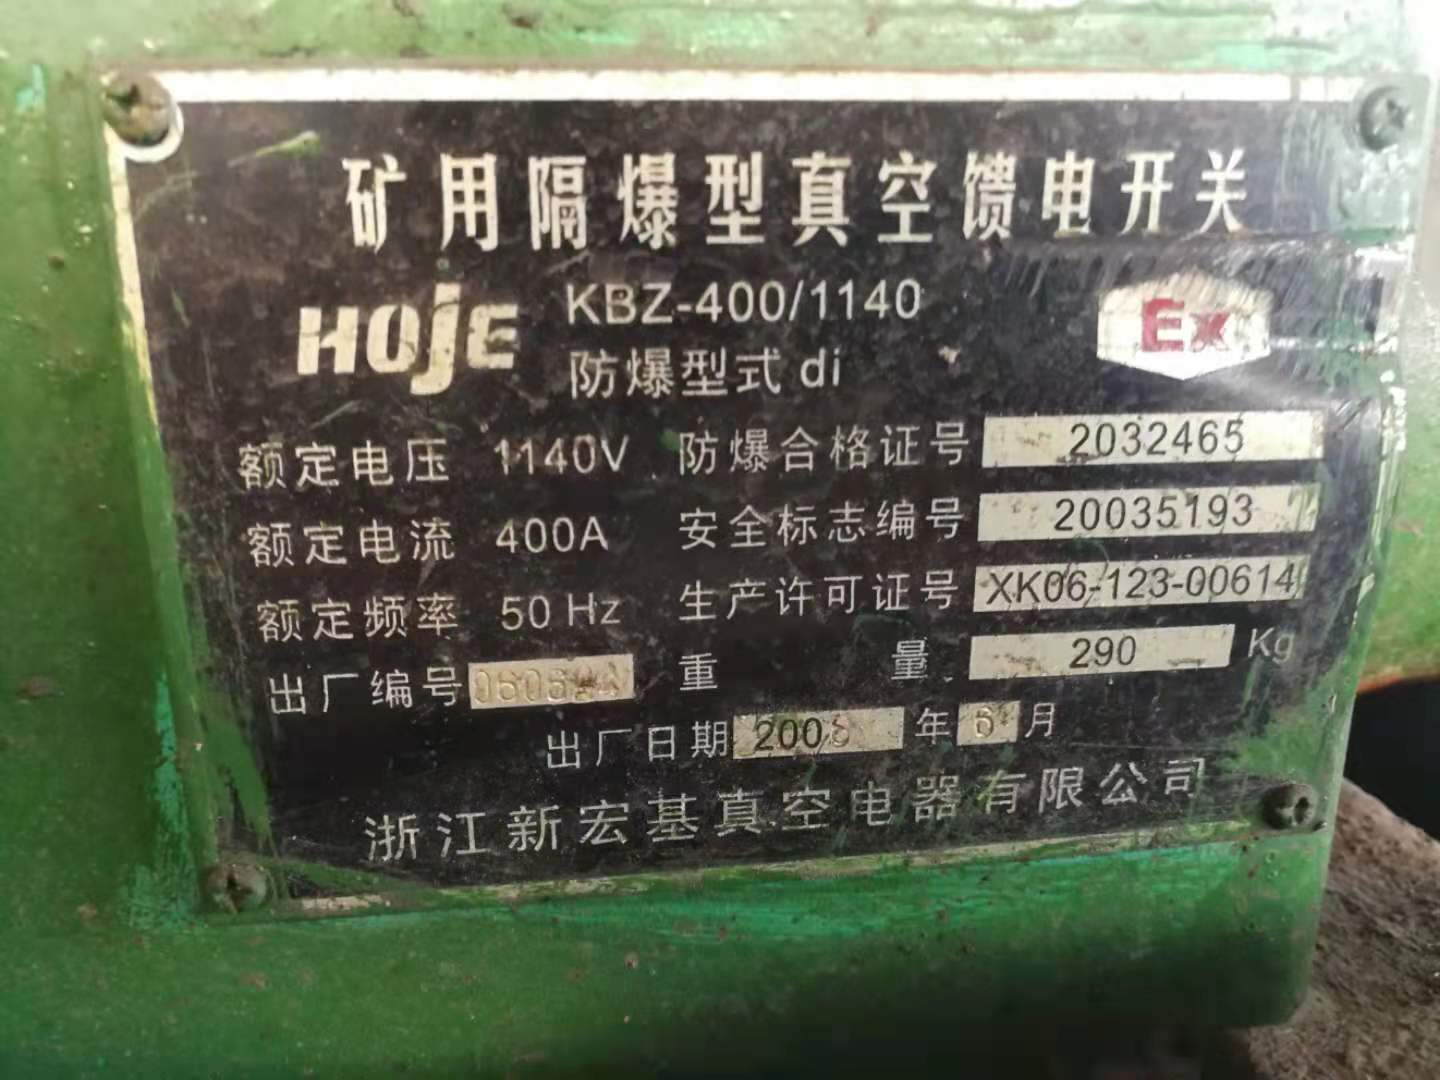 矿用隔爆型真空馈电开关
HOJE KBZ-400/1140
防爆型式 di
Ex
额定电压 1140V 防爆合格证号 2032465
额定电流 400A 安全标志编号 20035193
额定频率 50 Hz 生产许可证号 XK06-123-00614
出厂编号 重量 290 Kg
出厂日期 年 6 月
浙江新宏基真空电器有限公司